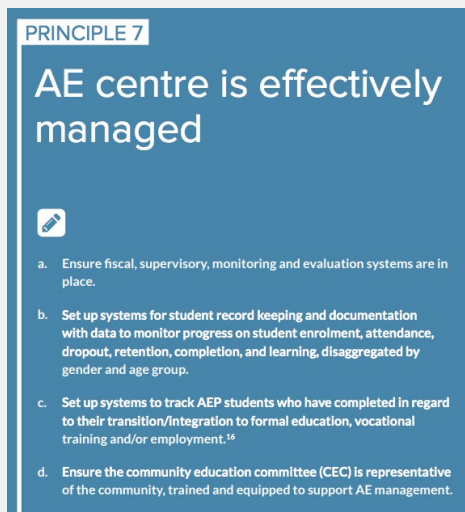 PRINCIPLE 7
AE centre is effectively
managed
a. Ensure fiscal, supervisory, monitoring and evaluation systems are in
place.
b. Set up systems for student record keeping and documentation
with data to monitor progress on student enrolment, attendance,
dropout, retention, completion, and learning, disaggregated by
gender and age group.
c. Set up systems to track AEP students who have completed in regard
to their transition/integration to formal education, vocational
training and/or employment.¹⁶
d. Ensure the community education committee (CEC) is representative
of the community, trained and equipped to support AE management.